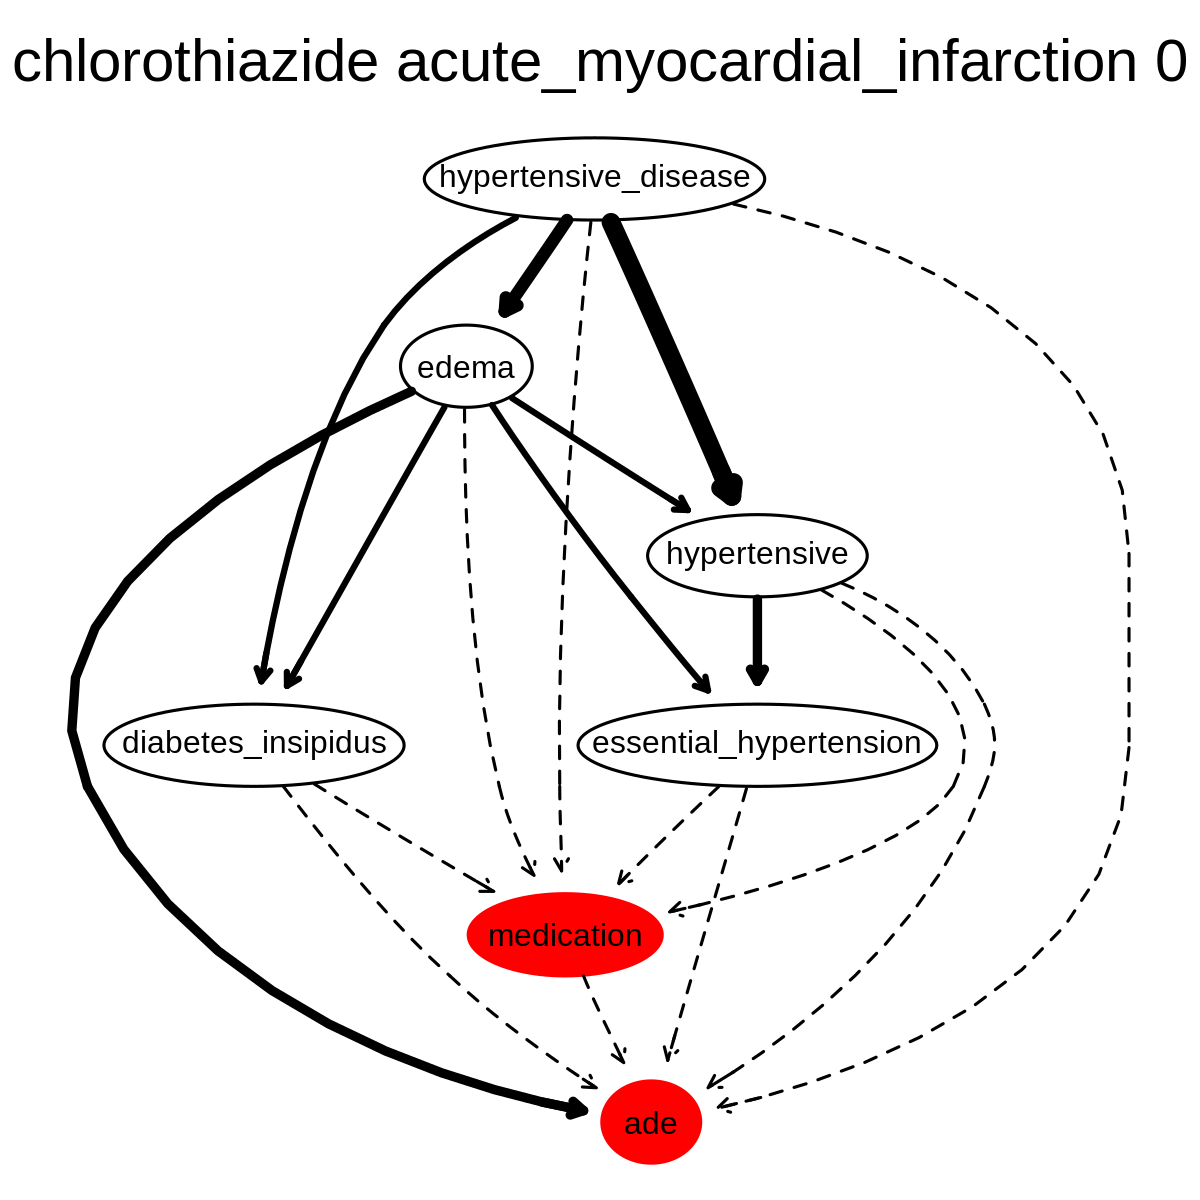 chlorothiazide acute_myocardial_infarction 0
hypertensive_disease
edema
hypertensive
diabetes_insipidus
essential_hypertension
medication
ade